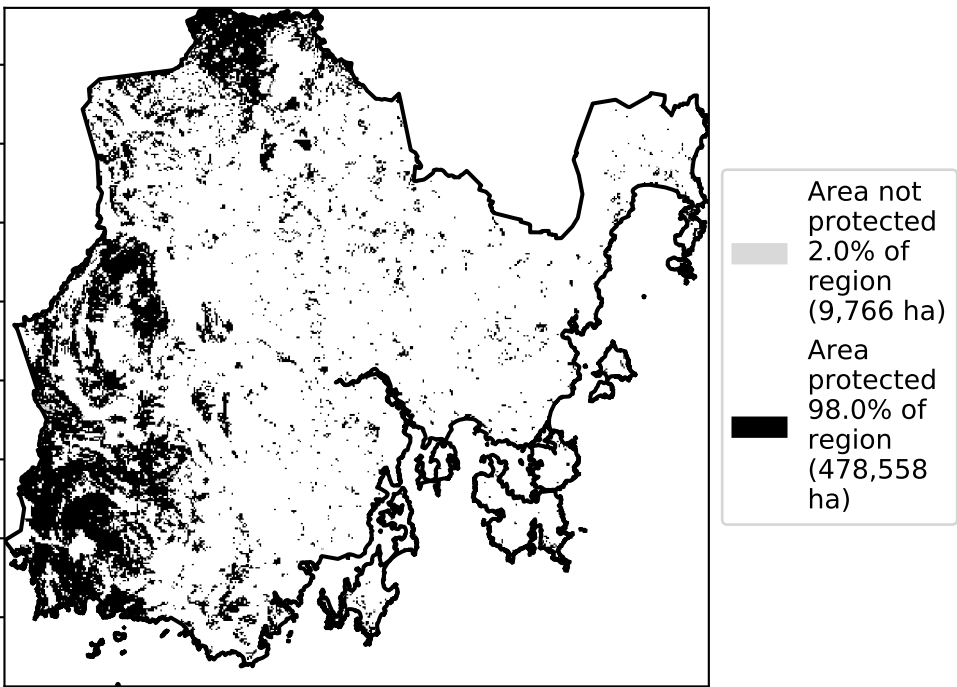 Area not
protected
2.0% of
region
(9,766 ha)
Area
protected
98.0% of
region
(478,558
ha)